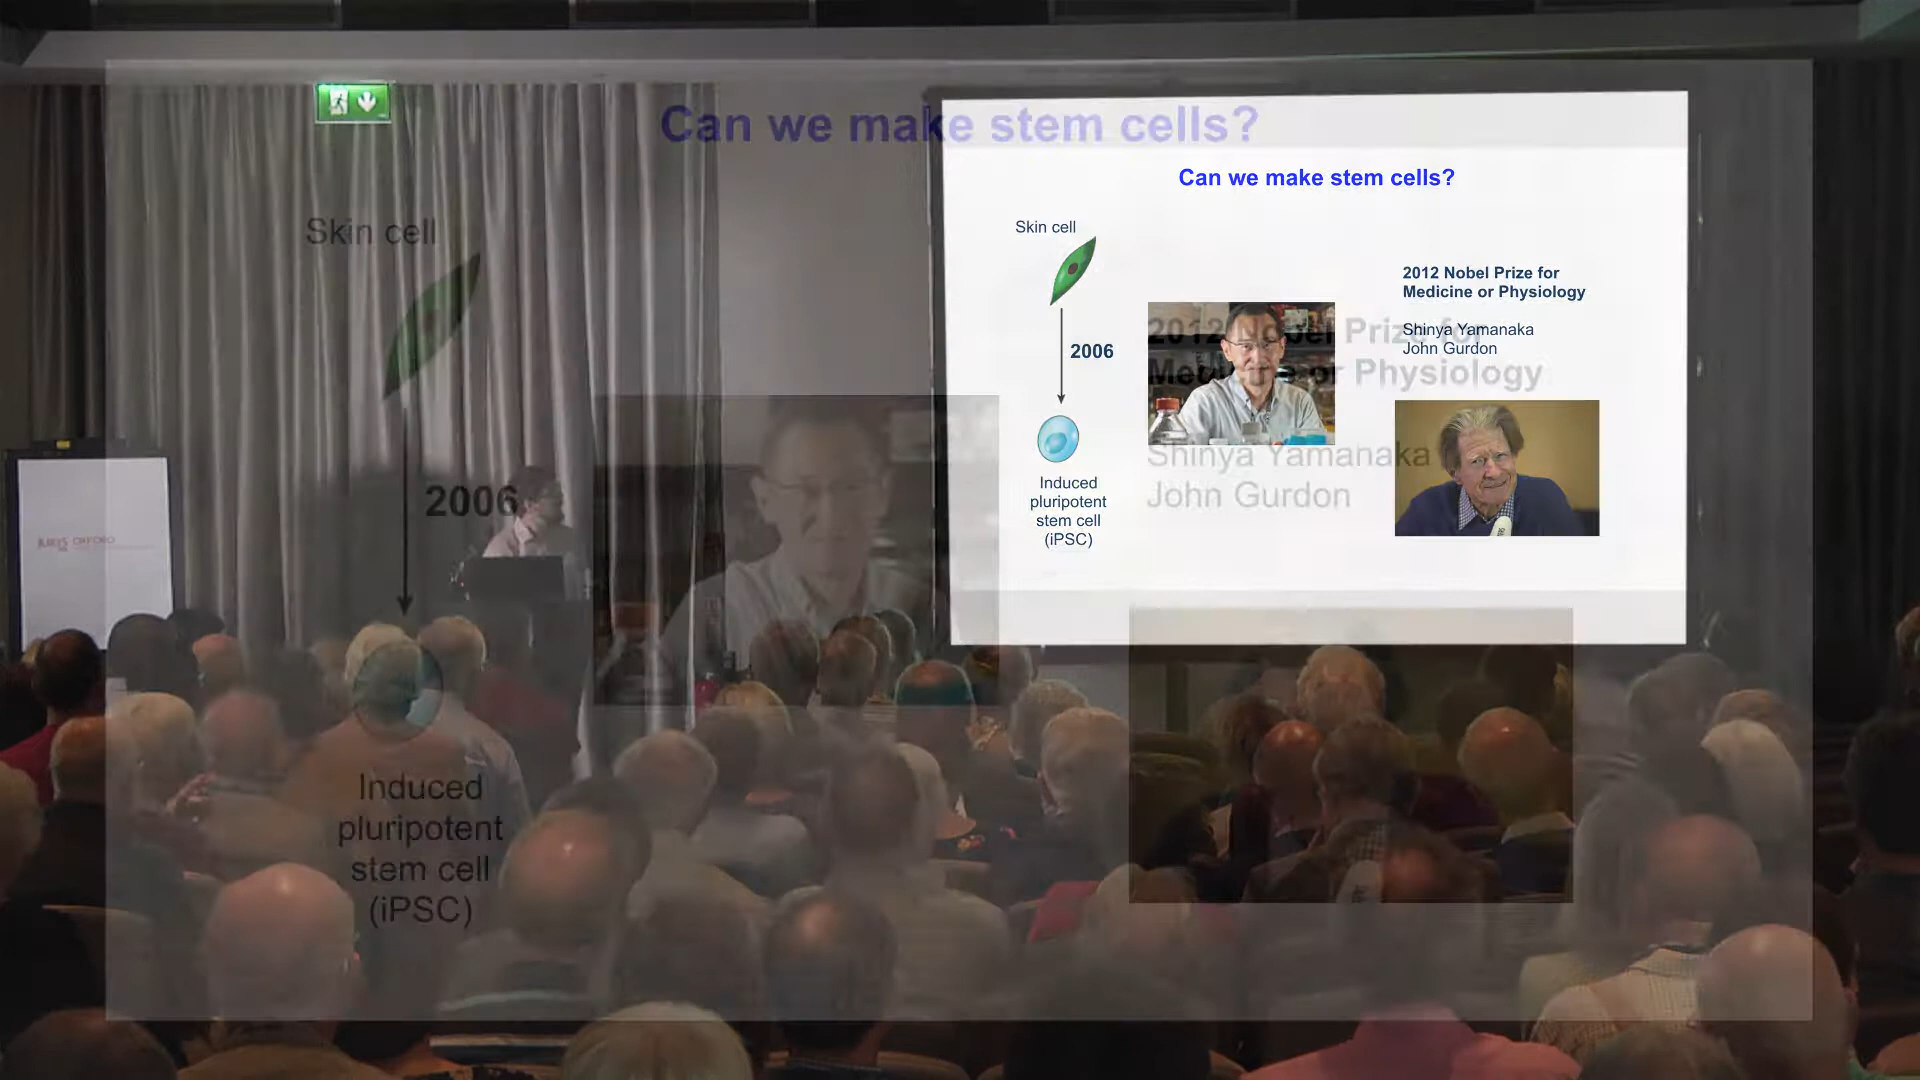 Can we make stem cells?
Skin cell
2006
Induced
pluripotent
stem cell
(iPSC)
2012 Nobel Prize for
Medicine or Physiology
Shinya Yamanaka
John Gurdon
Can we make stem cells?
Skin cell
2006
Induced
pluripotent
stem cell
(iPSC)
2012 Nobel Prize for
Medicine or Physiology
Shinya Yamanaka
John Gurdon
JURYS OXFORD